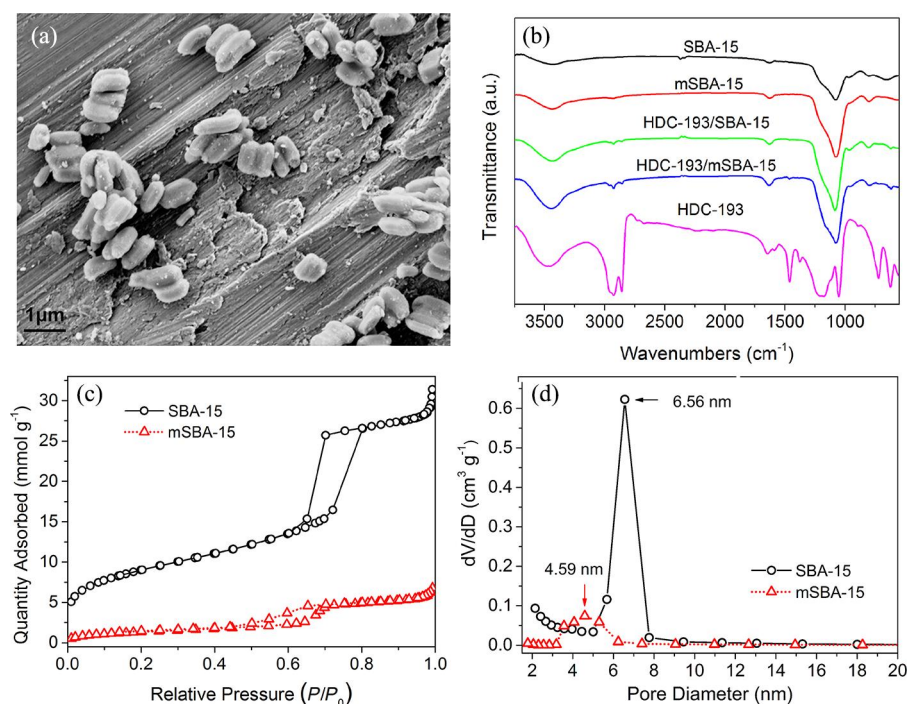 (a)
1μm
(b)
SBA-15
mSBA-15
HDC-193/SBA-15
HDC-193/mSBA-15
HDC-193
Transmittance (a.u.)
3500 3000 2500 2000 1500 1000
Wavenumbers (cm⁻¹)
(c)
SBA-15
mSBA-15
Quantity Adsorbed (mmol g⁻¹)
30
25
20
15
10
5
0
0.0 0.2 0.4 0.6 0.8 1.0
Relative Pressure (P/P₀)
(d)
6.56 nm
4.59 nm
SBA-15
mSBA-15
dV/dD (cm³ g⁻¹)
0.6
0.5
0.4
0.3
0.2
0.1
0.0
2 4 6 8 10 12 14 16 18 20
Pore Diameter (nm)